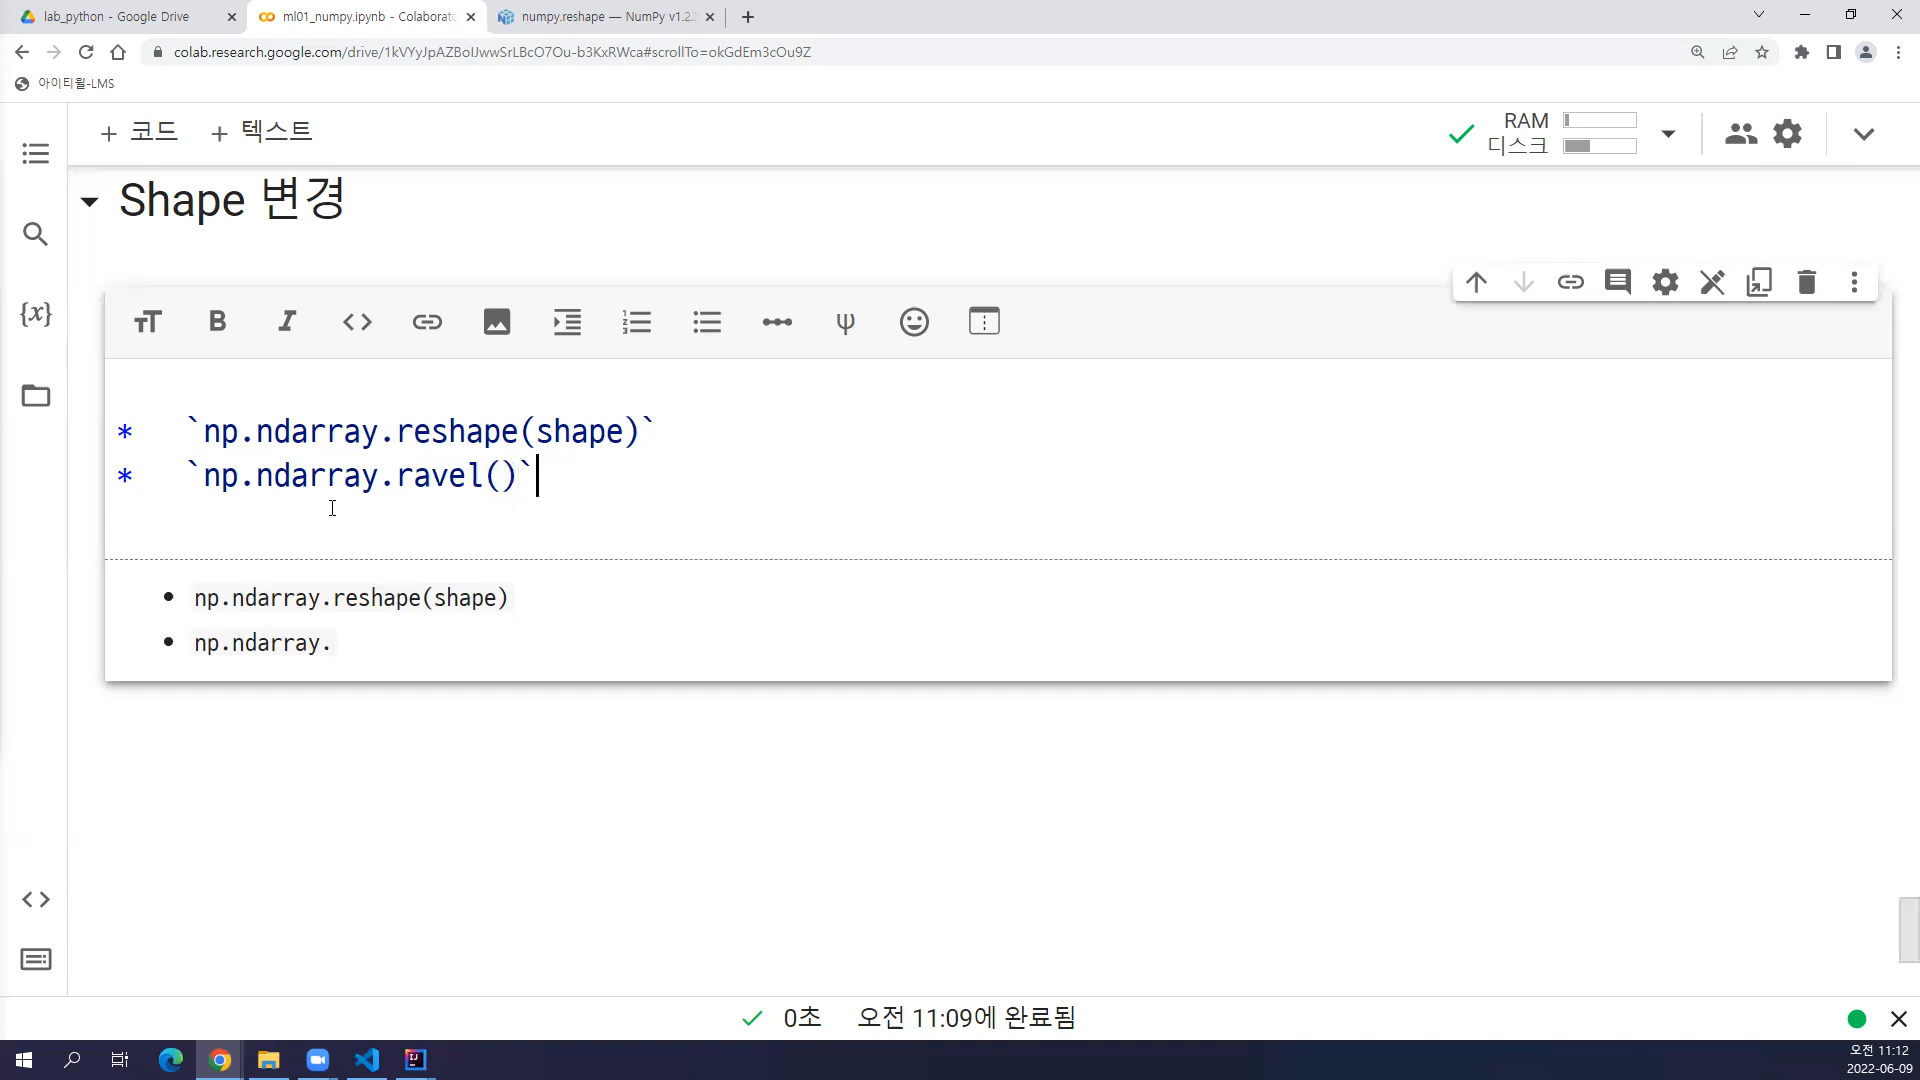 lab_python - Google Drive
ml01_numpy.ipynb - Colaborato
numpy.reshape — NumPy v1.2
colab.research.google.com/drive/1kVYyJpAZBoIJwwSrLBcO7Ou-b3KxRWca#scrollTo=okGdEm3cOu9Z
아이티윌-LMS
+ 코드 + 텍스트
RAM
디스크
Shape 변경
* `np.ndarray.reshape(shape)`
* `np.ndarray.ravel()`
• np.ndarray.reshape(shape)
• np.ndarray.
0초 오전 11:09에 완료됨
오전 11:12
2022-06-09